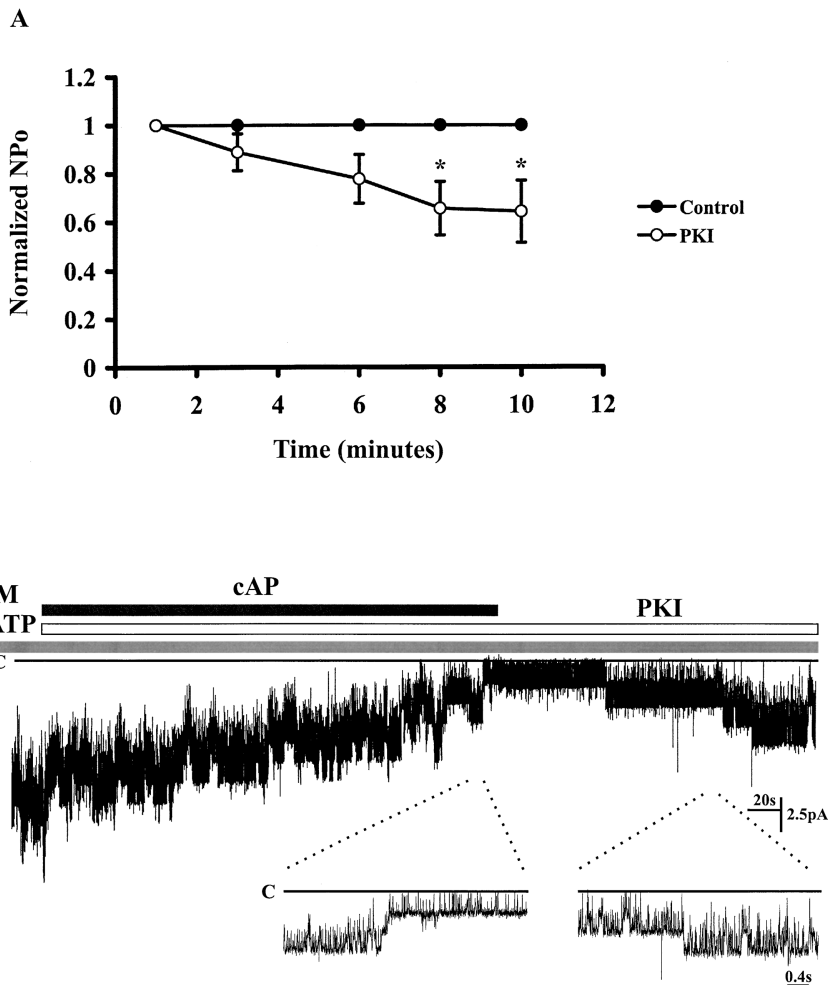 A
1.2
1
0.8
0.6
0.4
0.2
0
Normalized NPo
* *
0 2 4 6 8 10 12
Time (minutes)
Control
PKI
cAP
M
ATP
PKI
C
20s
2.5pA
C
0.4s